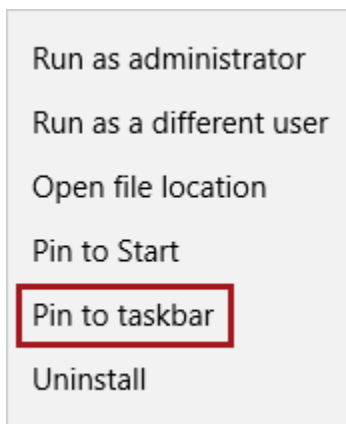 Run as administrator
Run as a different user
Open file location
Pin to Start
Pin to taskbar
Uninstall